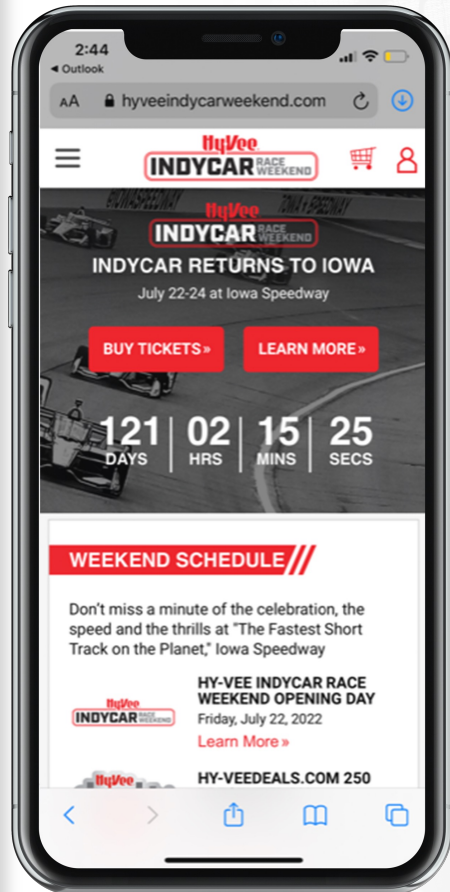 2:44
◀ Outlook
AA hyveeindycarweekend.com
HyVee
INDYCAR RACE WEEKEND
IOWA SPEEDWAY
HyVee
INDYCAR RACE WEEKEND
INDYCAR RETURNS TO IOWA
July 22-24 at Iowa Speedway
BUY TICKETS» LEARN MORE»
121 02 15 25
DAYS HRS MINS SECS
WEEKEND SCHEDULE
Don't miss a minute of the celebration, the
speed and the thrills at "The Fastest Short
Track on the Planet," Iowa Speedway
HY-VEE INDYCAR RACE
WEEKEND OPENING DAY
HyVee
INDYCAR RACE WEEKEND
Friday, July 22, 2022
Learn More »
HyVee
HY-VEEDEALS.COM 250